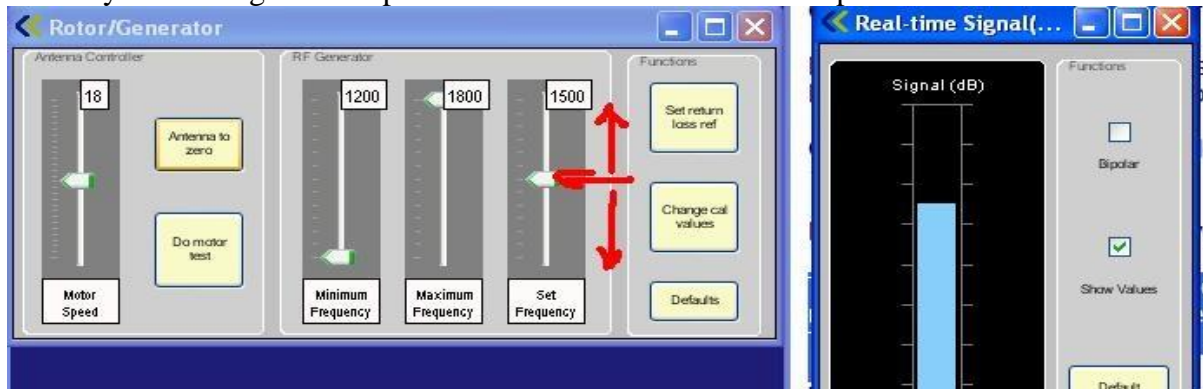 Rotor/Generator
Antenna Controller
18
Motor
Speed
Antenna to
zero
Do motor
test
RF Generator
1200
Minimum
Frequency
1800
Maximum
Frequency
1500
Set
Frequency
Functions
Set return
loss ref
Change cal
values
Defaults
Real-time Signal(...
Signal (dB)
Functions
Bipolar
Show Values
Default